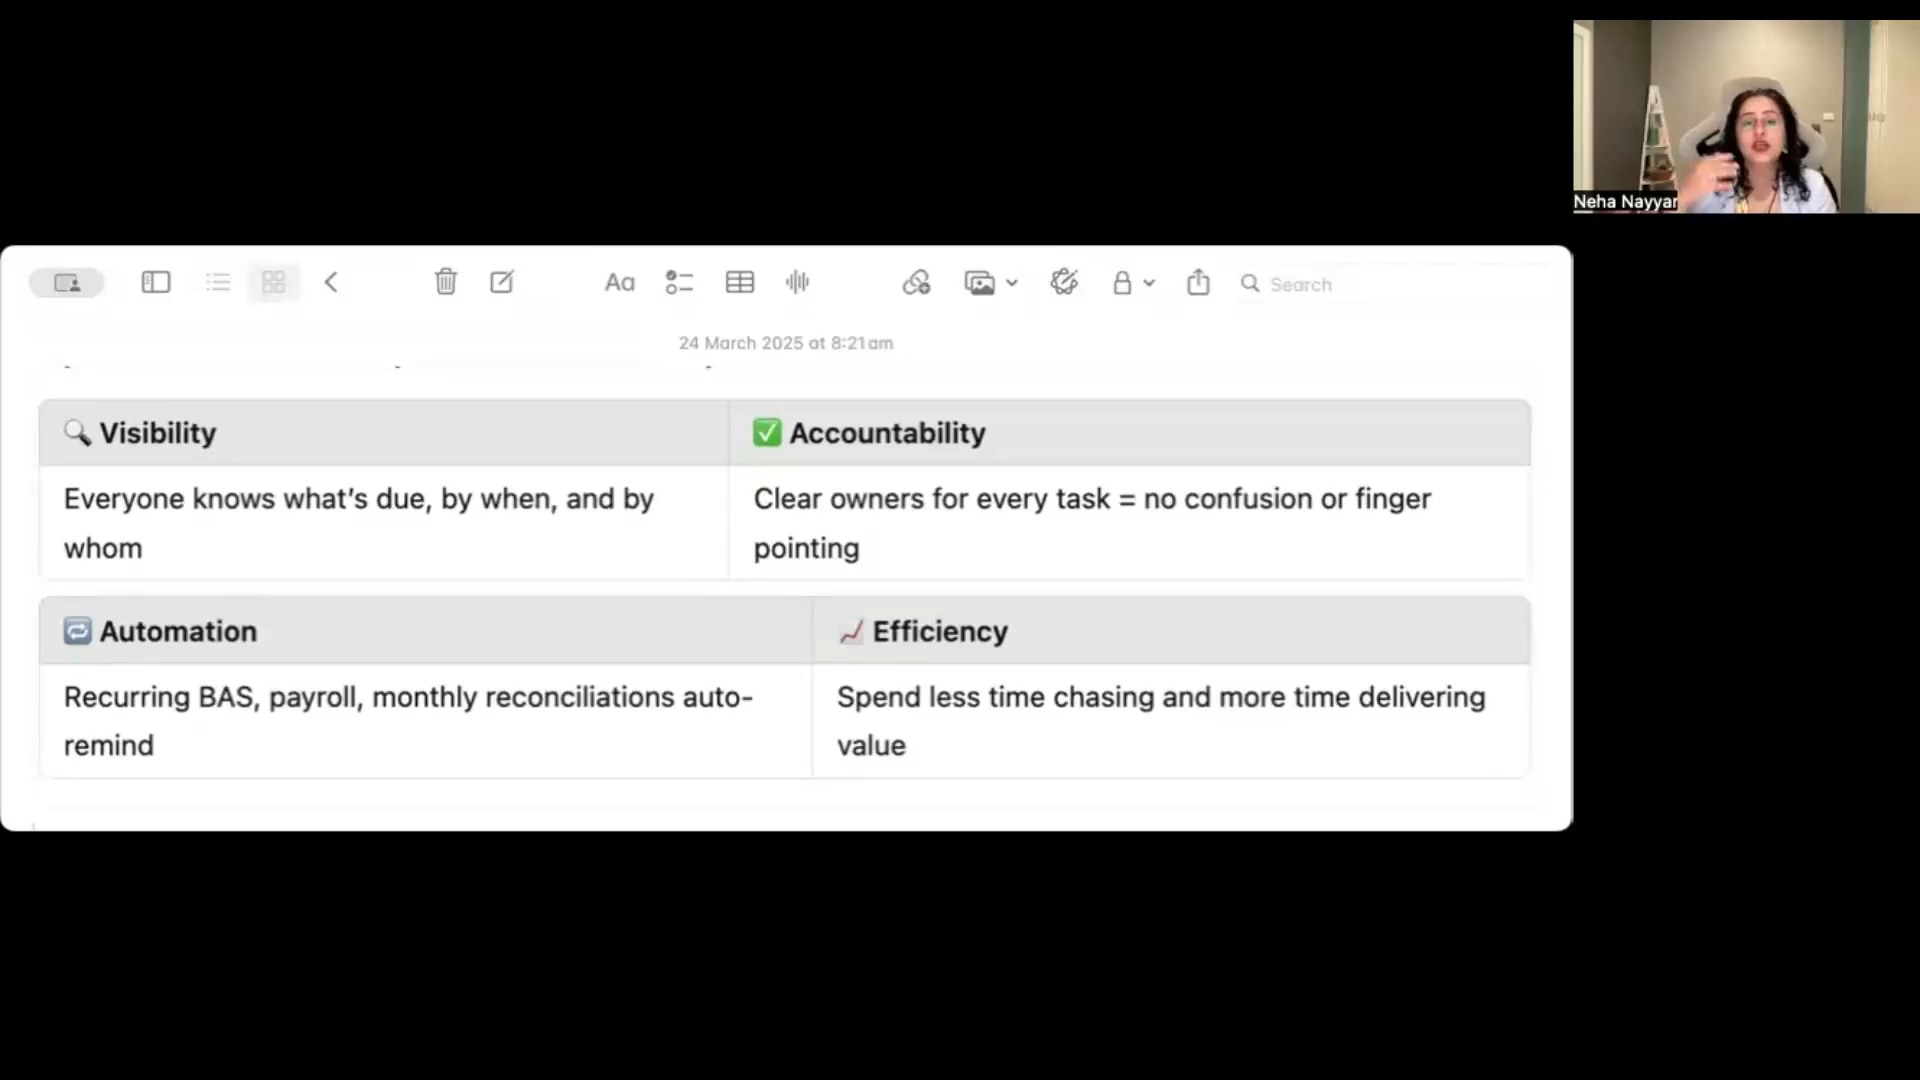 Neha Nayyar
Aa
Search
24 March 2025 at 8:21am
Visibility
Accountability
Everyone knows what’s due, by when, and by
whom
Clear owners for every task = no confusion or finger
pointing
Automation
Efficiency
Recurring BAS, payroll, monthly reconciliations auto-
remind
Spend less time chasing and more time delivering
value